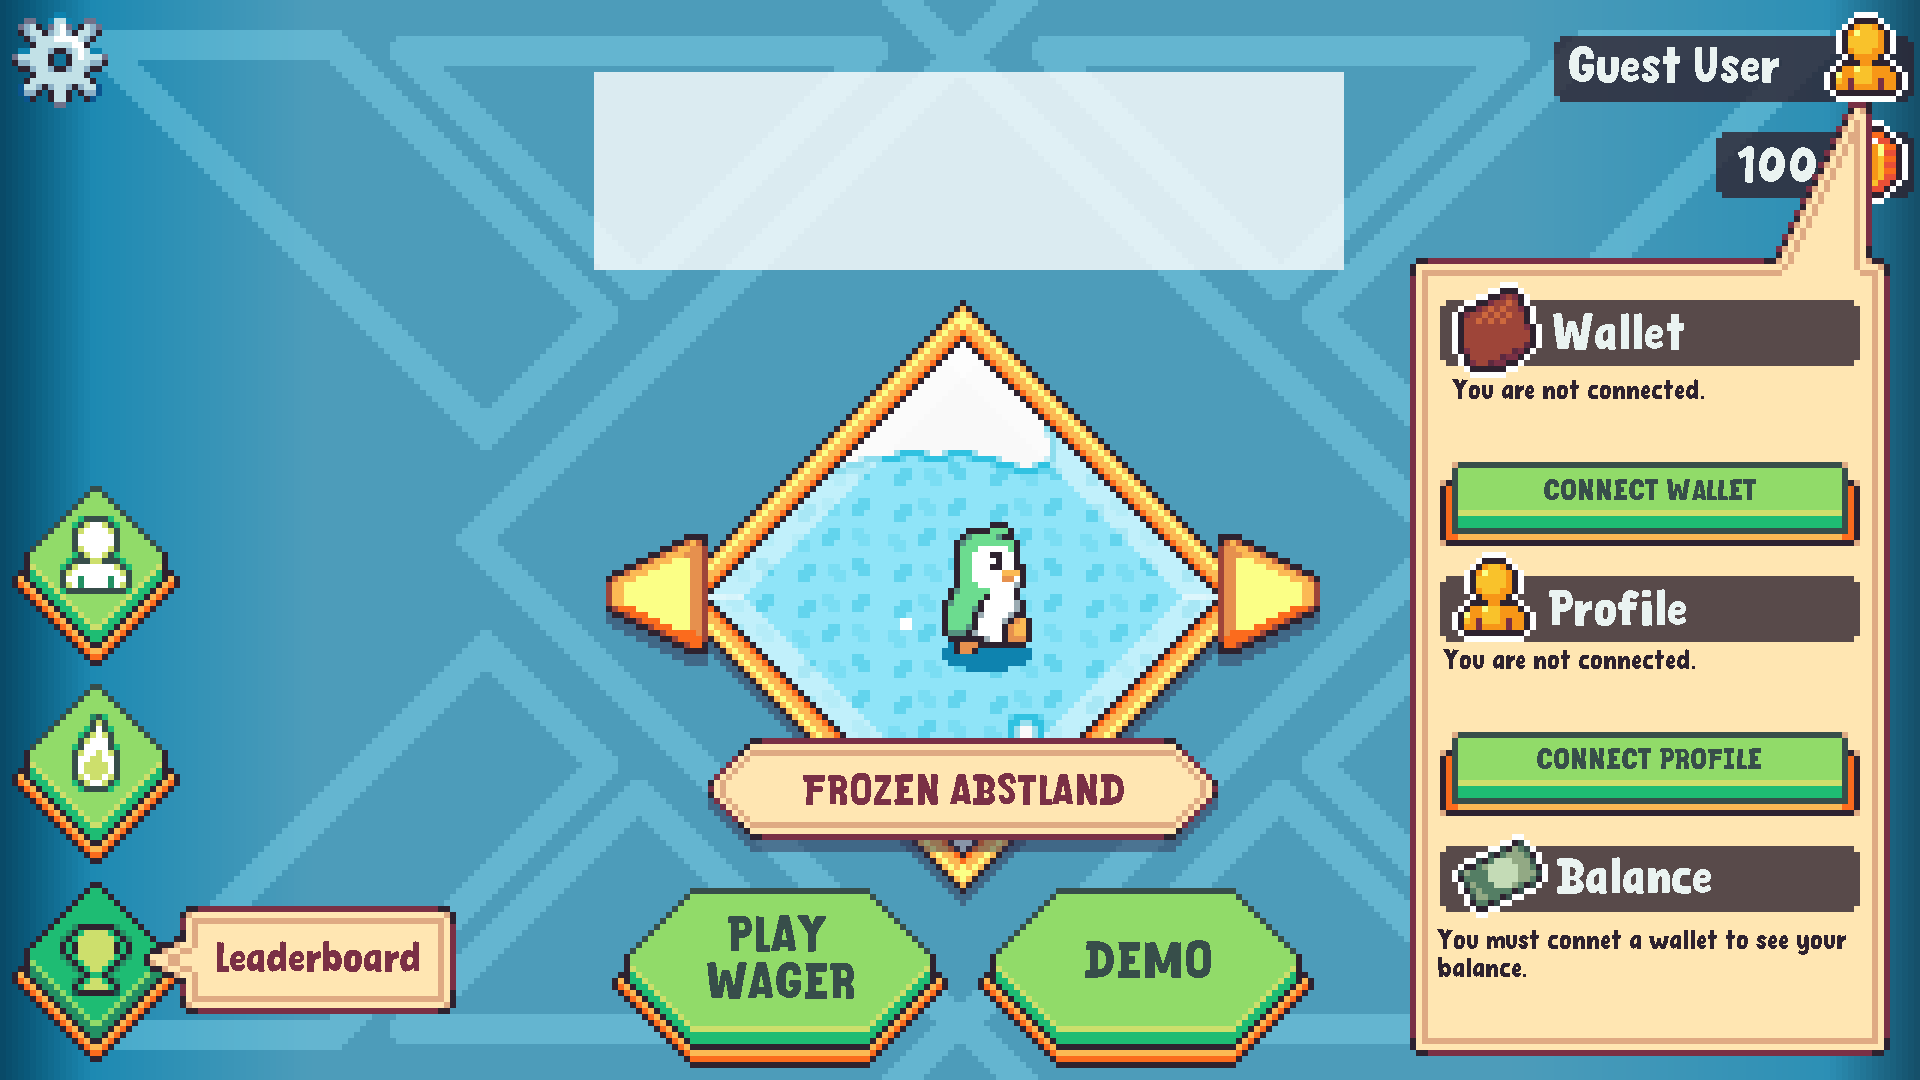 Guest User
100
Wallet
You are not connected.
CONNECT WALLET
Profile
You are not connected.
CONNECT PROFILE
Balance
You must connet a wallet to see your
balance.
FROZEN ABSTLAND
PLAY
WAGER
DEMO
Leaderboard